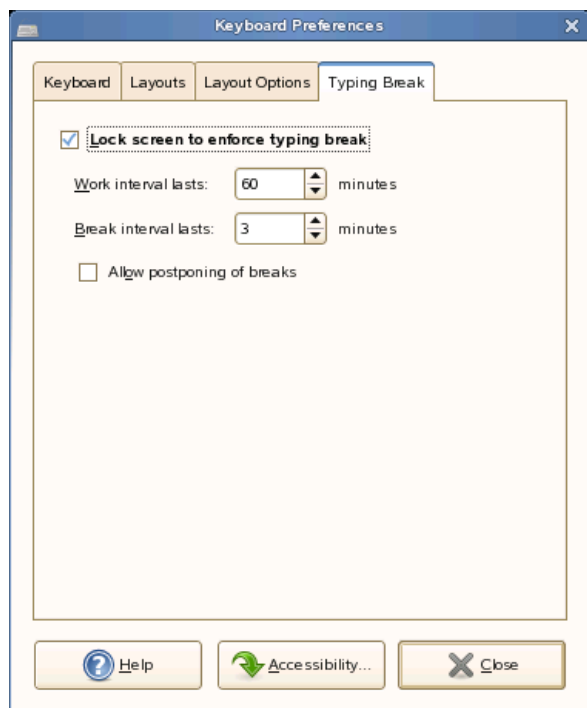 Keyboard Preferences
Keyboard Layouts Layout Options Typing Break
Lock screen to enforce typing break
Work interval lasts: 60 minutes
Break interval lasts: 3 minutes
Allow postponing of breaks
Help Accessibility... Close